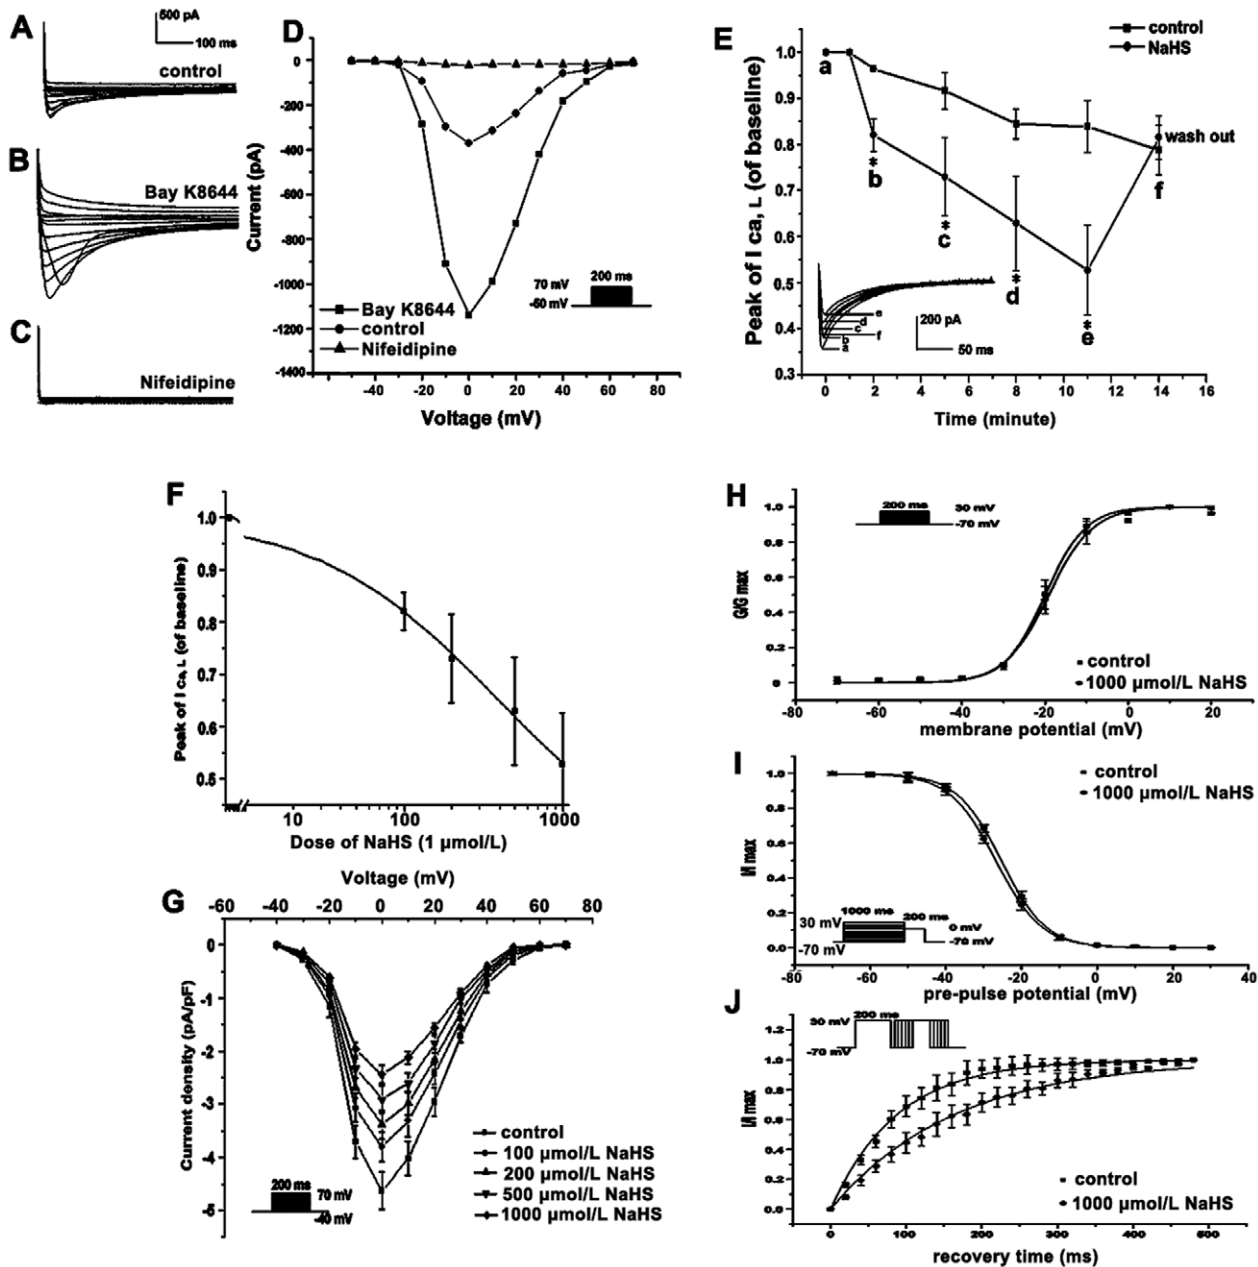 A
500 pA
100 ms
control
B
Bay K8644
C
Nifeidipine
D
0
-200
-400
-600
-800
-1000
-1200
-1400
Current (pA)
-40 -20 0 20 40 60 80
Voltage (mV)
Bay K8644
control
Nifeidipine
200 ms
70 mV
-60 mV
E
control
NaHS
1.0
0.9
0.8
0.7
0.6
0.5
0.4
0.3
Peak of I ca, L (of baseline)
a
* b
* c
* d
* e
f
wash out
e
d
c
f
b
a
200 pA
50 ms
0 2 4 6 8 10 12 14 16
Time (minute)
F
1.0
0.9
0.8
0.7
0.6
0.5
Peak of I ca, L (of baseline)
10 100 1000
Dose of NaHS (1 µmol/L)
G
Voltage (mV)
-60 -40 -20 0 20 40 60 80
0
-1
-2
-3
-4
-5
Current density (pA/pF)
control
100 µmol/L NaHS
200 µmol/L NaHS
500 µmol/L NaHS
1000 µmol/L NaHS
200 ms
70 mV
-40 mV
H
200 ms
30 mV
-70 mV
1.0
0.8
0.6
0.4
0.2
0
G/G max
control
1000 µmol/L NaHS
-80 -60 -40 -20 0 20
membrane potential (mV)
I
control
1000 µmol/L NaHS
1.0
0.8
0.6
0.4
0.2
0.0
I/I max
1000 ms
200 ms
30 mV
0 mV
-70 mV
-70 mV
-80 -60 -40 -20 0 20 40
pre-pulse potential (mV)
J
200 ms
30 mV
-70 mV
1.2
1.0
0.8
0.6
0.4
0.2
0.0
I/I max
control
1000 µmol/L NaHS
0 100 200 300 400 500
recovery time (ms)